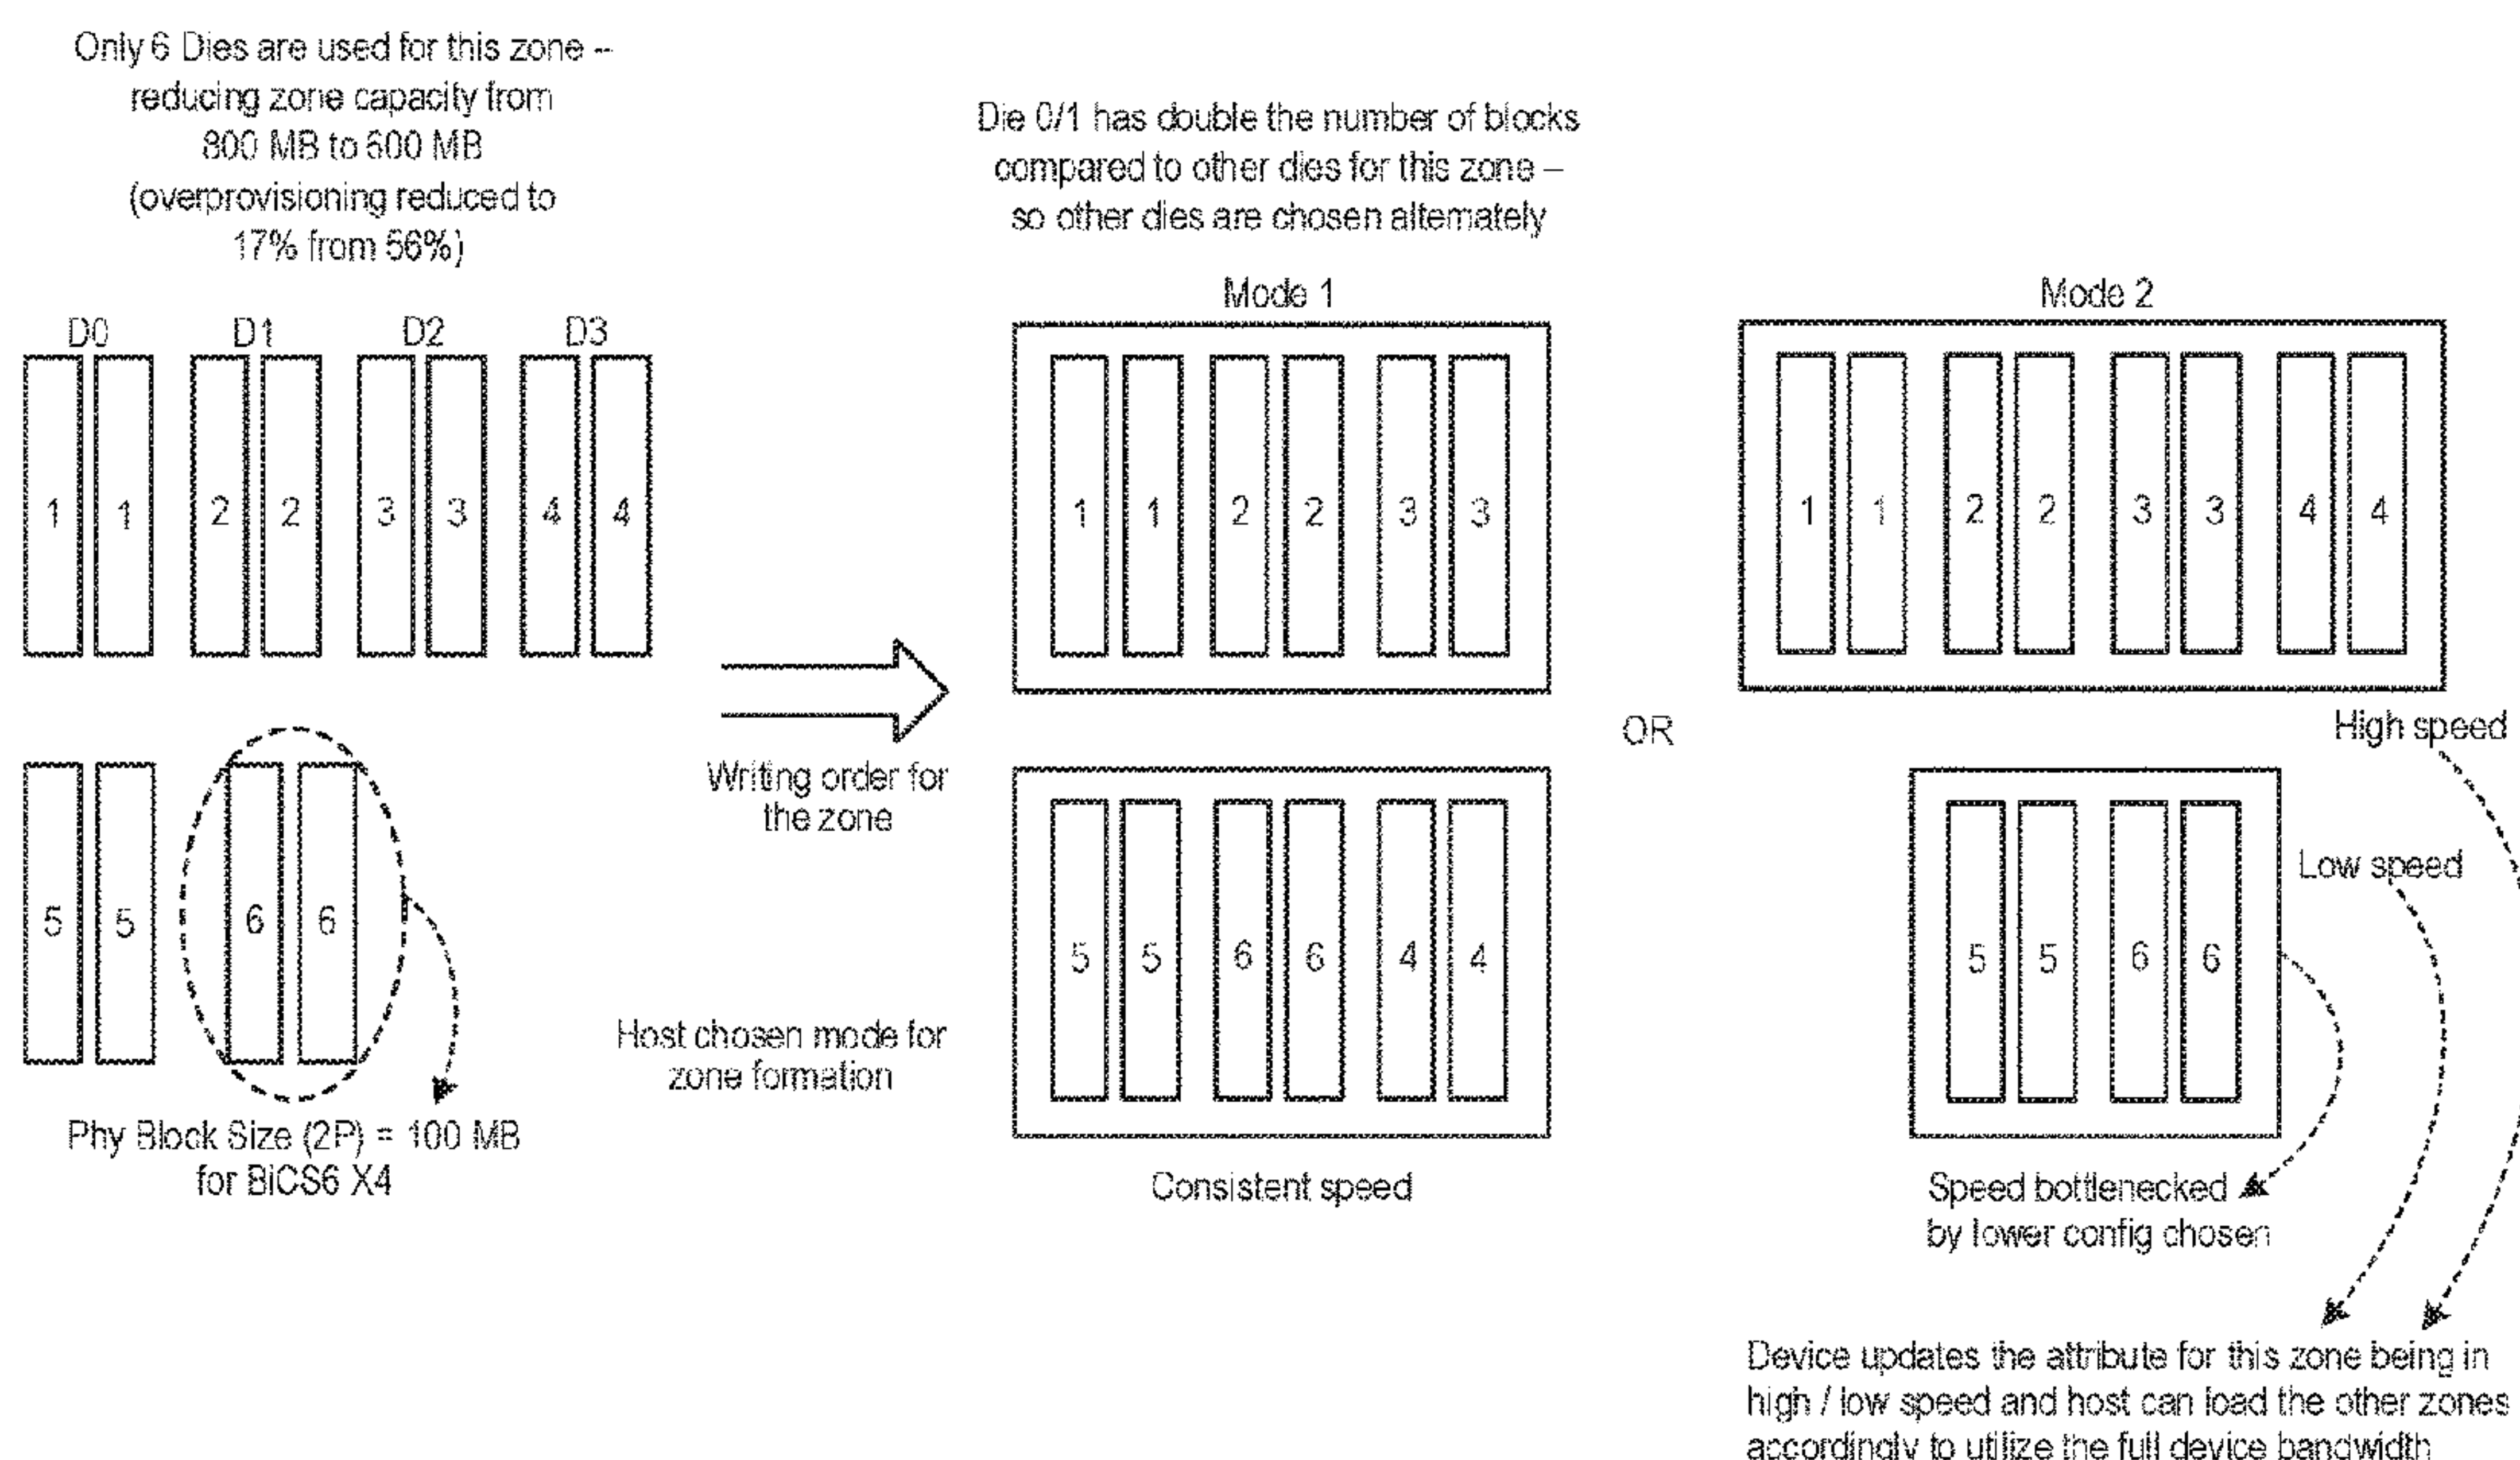 Only 6 Dies are used for this zone --
reducing zone capacity from
800 MB to 600 MB
(overprovisioning reduced to
17% from 56%)
Die 0/1 has double the number of blocks
compared to other dies for this zone –
so other dies are chosen alternately
Mode 1
Mode 2
D0 D1 D2 D3
1 1 2 2 3 3 4 4
1 1 2 2 3 3
1 1 2 2 3 3 4 4
Writing order for
the zone
OR
High speed
Low speed
5 5 6 6
5 5 6 6 4 4
5 5 6 6
Host chosen mode for
zone formation
Phy Block Size (2P) = 100 MB
for BiCS6 X4
Consistent speed
Speed bottlenecked
by lower config chosen
Device updates the attribute for this zone being in
high / low speed and host can load the other zones
accordingly to utilize the full device bandwidth